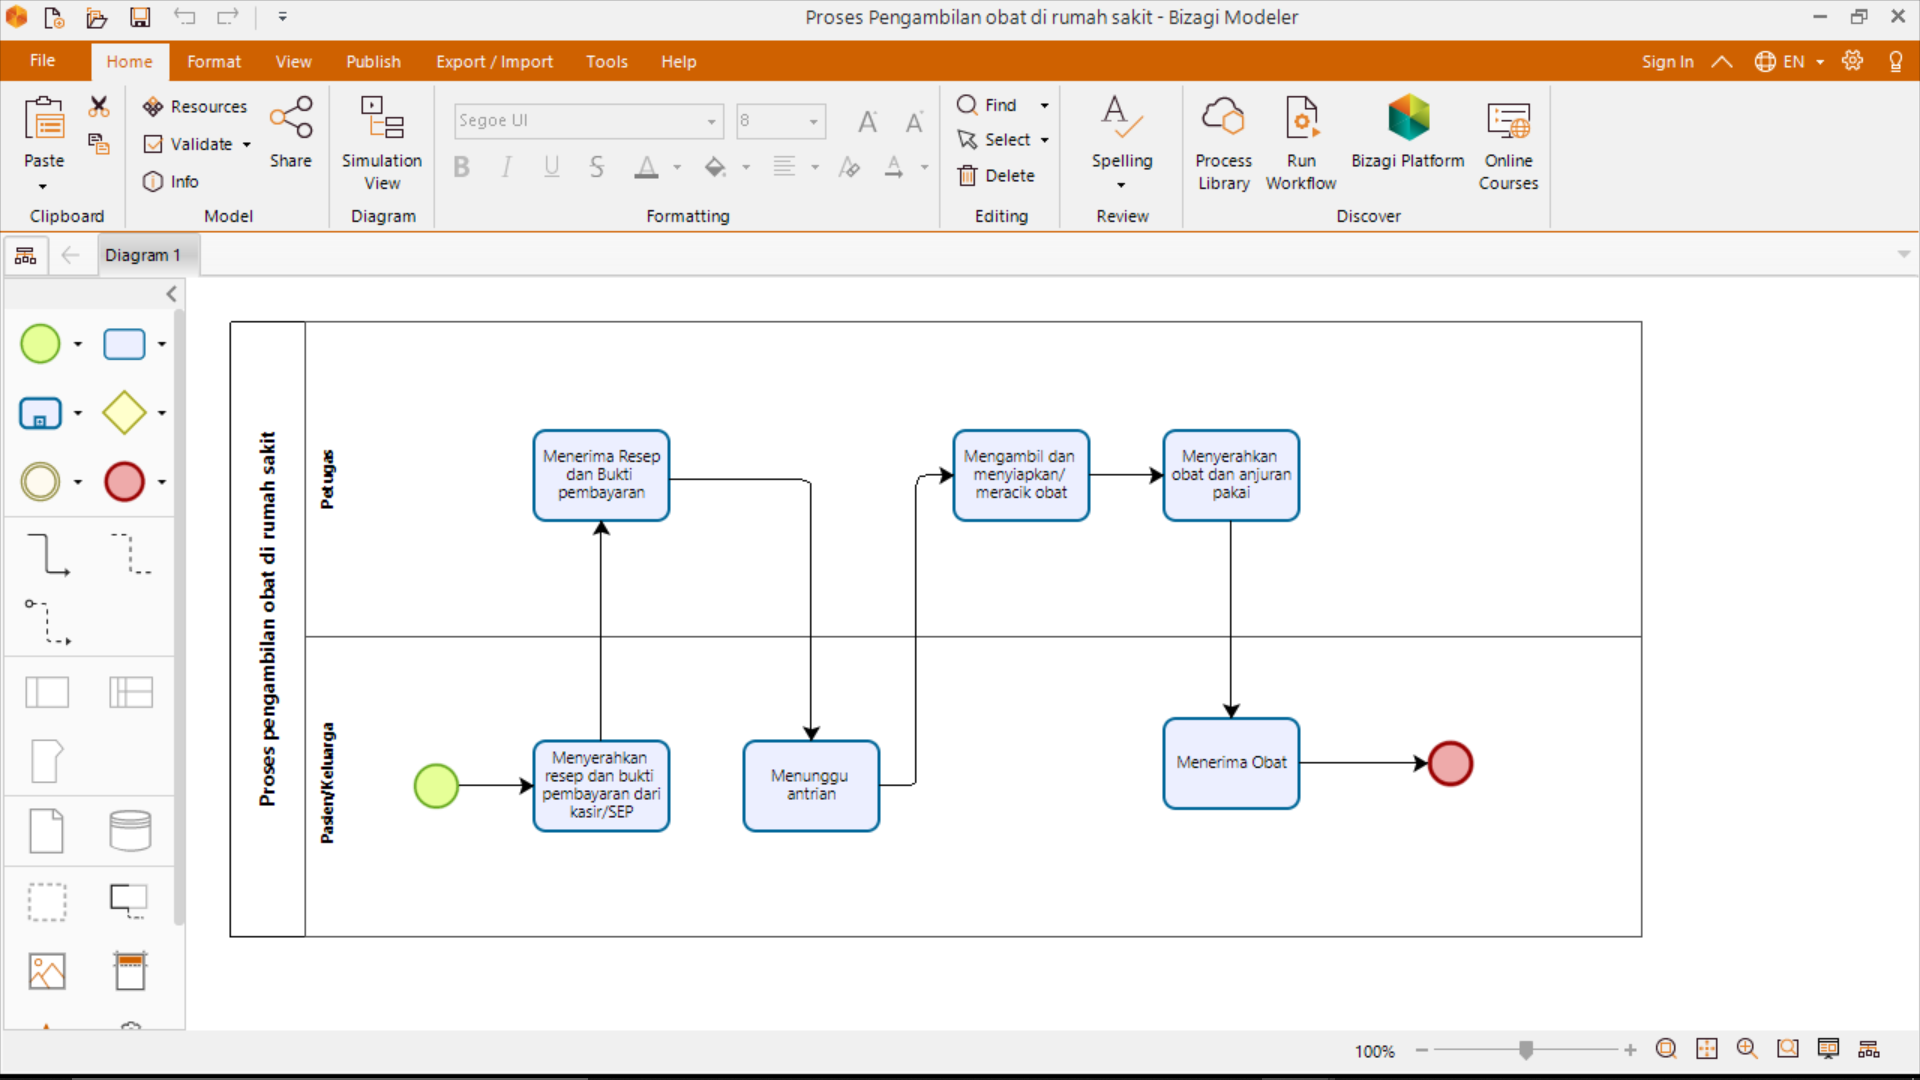 Proses Pengambilan obat di rumah sakit - Bizagi Modeler
File
Home
Format
View
Publish
Export / Import
Tools
Help
Sign In
EN
Paste
Clipboard
Resources
Validate
Info
Share
Model
Simulation
View
Diagram
Segoe UI
8
A
A
B
I
U
S
A
A
Formatting
Find
Select
Delete
Editing
A
Spelling
Review
Process
Library
Run
Workflow
Bizagi Platform
Online
Courses
Discover
Diagram 1
Proses pengambilan obat di rumah sakit
Petugas
Menerima Resep
dan Bukti
pembayaran
Mengambil dan
menyiapkan/
meracik obat
Menyerahkan
obat dan anjuran
pakai
Pasien/Keluarga
Menyerahkan
resep dan bukti
pembayaran dari
kasir/SEP
Menunggu
antrian
Menerima Obat
100%